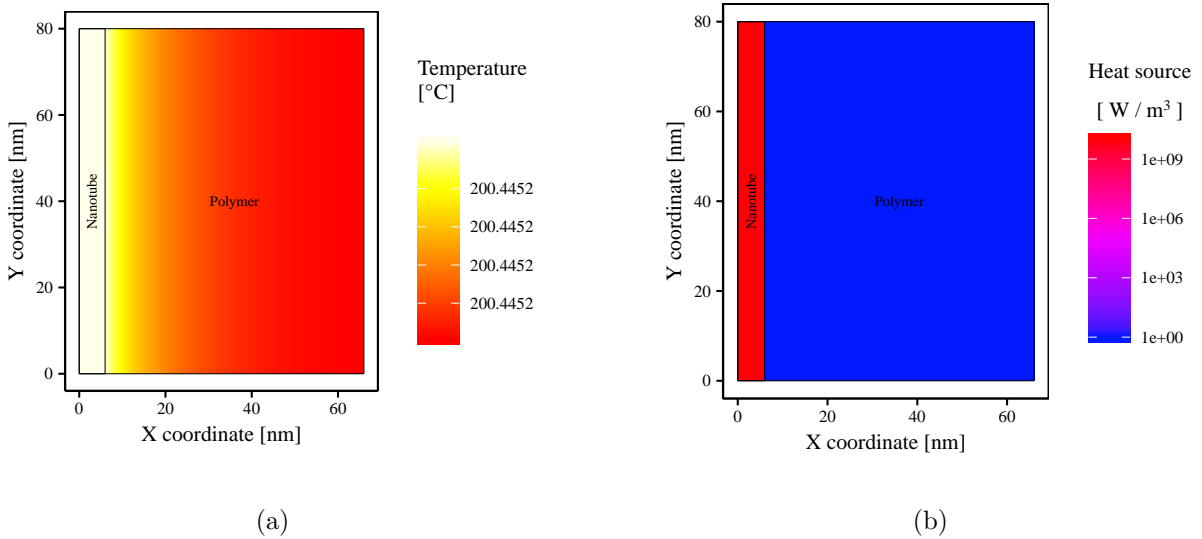 Temperature
[°C]
200.4452
200.4452
200.4452
200.4452
80
60
40
20
0
Y coordinate [nm]
Nanotube
Polymer
0 20 40 60
X coordinate [nm]
(a)
Heat source
[ W / m³ ]
1e+09
1e+06
1e+03
1e+00
80
60
40
20
0
Y coordinate [nm]
Nanotube
Polymer
0 20 40 60
X coordinate [nm]
(b)